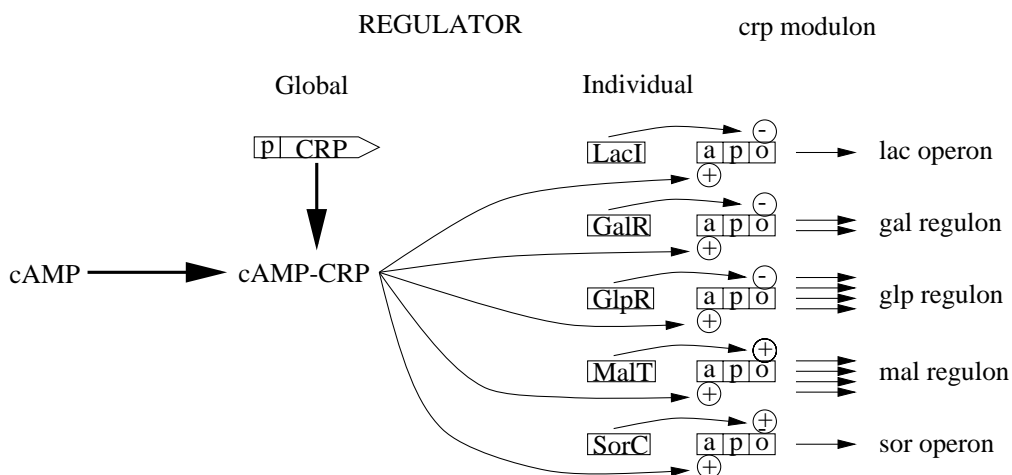 REGULATOR crp modulon
Global Individual
-
p CRP LacI a p o lac operon
+
-
GalR a p o gal regulon
+
cAMP cAMP-CRP
-
GlpR a p o glp regulon
+
+
MalT a p o mal regulon
+
+
-
SorC a p o sor operon
+